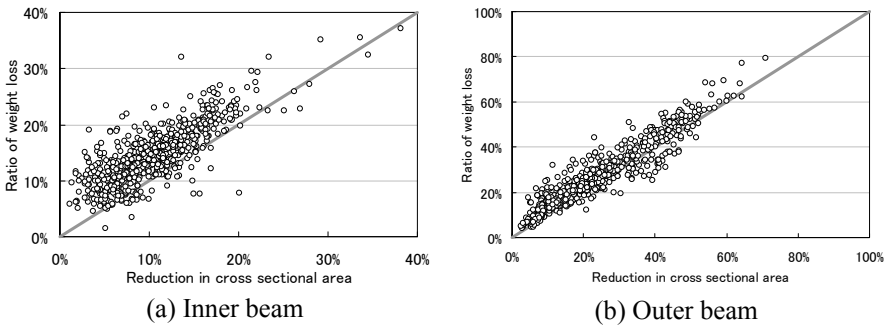 40%
30%
20%
10%
0%
Ratio of weight loss
0% 10% 20% 30% 40%
Reduction in cross sectional area
(a) Inner beam
100%
80%
60%
40%
20%
0%
Ratio of weight loss
0% 20% 40% 60% 80% 100%
Reduction in cross sectional area
(b) Outer beam